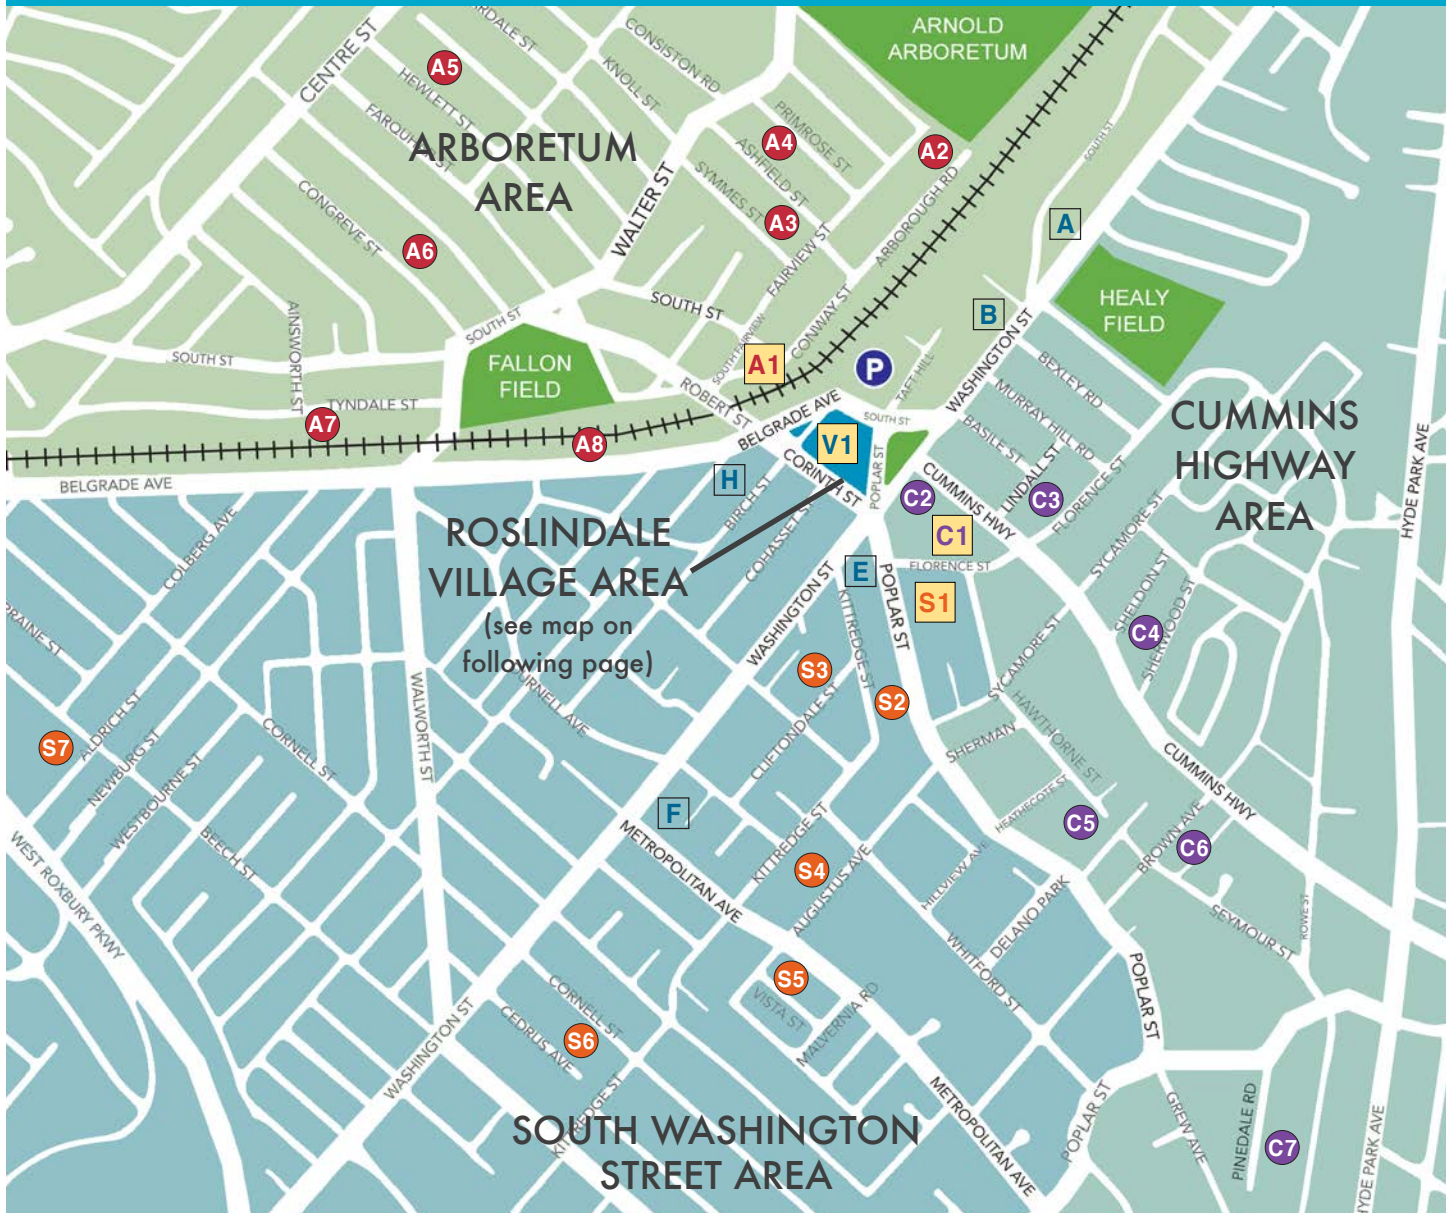 ARNOLD
ARBORETUM
CENTRE ST
A5
HEWLETT ST
CONSISTON RD
KNOLL ST
ARBORETUM
AREA
PRIMROSE ST
A4
ASHFIELD ST
A2
SOUTH ST
SYMMES ST
A3
WALTER ST
ARBOROUGH RD
A
CONGREVE ST
A6
FAIRVIEW ST
SOUTH ST
HEALY
FIELD
B
WASHINGTON ST
AINSWORTH ST
SOUTH ST
SOUTH ST
FALLON
FIELD
SOUTH FAIRVIEW
CONWAY ST
A1
P
TAFT HILL
BEXLEY RD
MURRAY HILL RD
TYNDALE ST
A7
A8
ROBERT ST
BELGRADE AVE
SOUTH ST
BASILE ST
LINDALL ST
FLORENCE ST
CUMMINS
HIGHWAY
AREA
HYDE PARK AVE
V1
POPLAR ST
BELGRADE AVE
H
CORINTH ST
C2
CUMMINS HWY
C3
BIRCH ST
COHASSET ST
C1
SYCAMORE ST
COLBERG AVE
ROSLINDALE
VILLAGE AREA
(see map on
following page)
E
FLORENCE ST
S1
WASHINGTON ST
KITTREDGE ST
POPLAR ST
SHELDON ST
C4
SHERWOOD ST
SYCAMORE ST
S3
S2
CLIFTONDALE ST
HAWTHORNE ST
SHERMAN
ALDRICH ST
S7
NEWBURG ST
WESTBOURNE ST
CORNELL ST
WALWORTH ST
CUMMINS HWY
HEATHECOTE ST
F
METROPOLITAN AVE
KITTREDGE ST
C5
BROWN AVE
C6
WEST ROXBURY PKWY
BEECH ST
S4
AUGUSTUS AVE
HILLVIEW AVE
DELANO PARK
SEYMOUR ST
ROWE ST
WHITFORD ST
S5
VISTA ST
MALVERNIA RD
POPLAR ST
CORNELL ST
CEDRUS AVE
S6
WASHINGTON ST
KITTREDGE ST
SOUTH WASHINGTON
STREET AREA
METROPOLITAN AVE
POPLAR ST
GREW AVE
PINEDALE RD
C7
HYDE PARK AVE